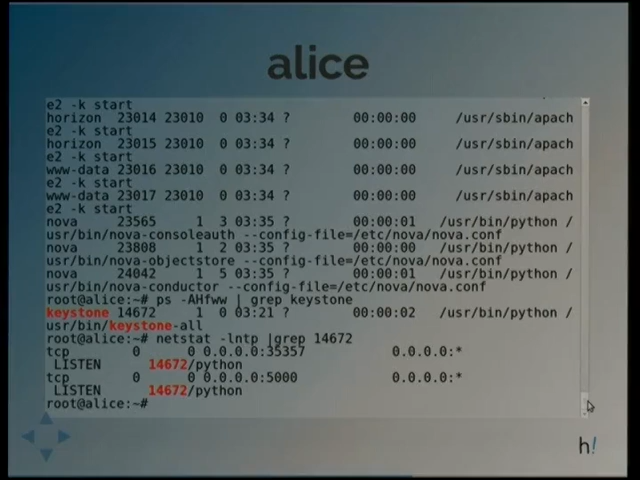 alice
e2 -k start
horizon 23014 23010 0 03:34 ? 00:00:00 /usr/sbin/apach
e2 -k start
horizon 23015 23010 0 03:34 ? 00:00:00 /usr/sbin/apach
e2 -k start
www-data 23016 23010 0 03:34 ? 00:00:00 /usr/sbin/apach
e2 -k start
www-data 23017 23010 0 03:34 ? 00:00:00 /usr/sbin/apach
e2 -k start
nova 23565 1 3 03:35 ? 00:00:01 /usr/bin/python /
usr/bin/nova-consoleauth --config-file=/etc/nova/nova.conf
nova 23808 1 2 03:35 ? 00:00:00 /usr/bin/python /
usr/bin/nova-objectstore --config-file=/etc/nova/nova.conf
nova 24042 1 5 03:35 ? 00:00:01 /usr/bin/python /
usr/bin/nova-conductor --config-file=/etc/nova/nova.conf
root@alice:~# ps -AHfww | grep keystone
keystone 14672 1 0 03:21 ? 00:00:02 /usr/bin/python /
usr/bin/keystone-all
root@alice:~# netstat -lntp |grep 14672
tcp 0 0 0.0.0.0:35357 0.0.0.0:*
LISTEN 14672/python
tcp 0 0 0.0.0.0:5000 0.0.0.0:*
LISTEN 14672/python
root@alice:~#
h!